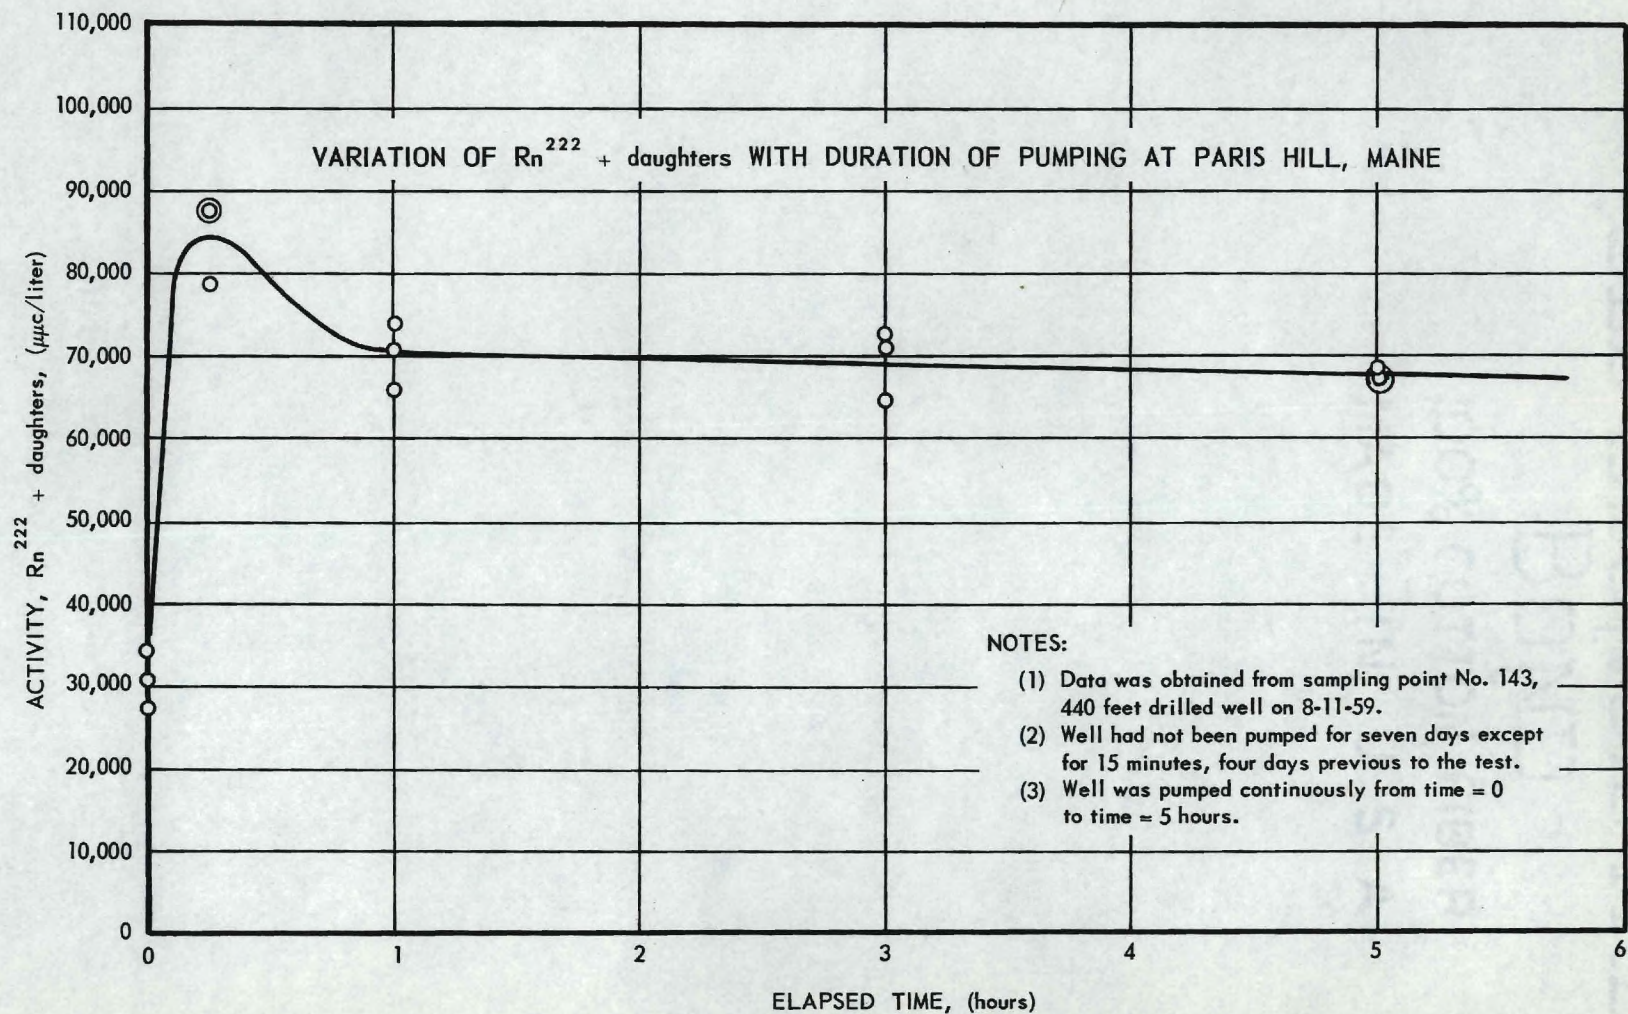 110,000
100,000
VARIATION OF Rn²²² + daughters WITH DURATION OF PUMPING AT PARIS HILL, MAINE
90,000
80,000
70,000
60,000
50,000
40,000
30,000
20,000
10,000
0
ACTIVITY, Rn²²² + daughters, (μμc/liter)
NOTES:
(1) Data was obtained from sampling point No. 143,
440 feet drilled well on 8-11-59.
(2) Well had not been pumped for seven days except
for 15 minutes, four days previous to the test.
(3) Well was pumped continuously from time = 0
to time = 5 hours.
0 1 2 3 4 5 6
ELAPSED TIME, (hours)